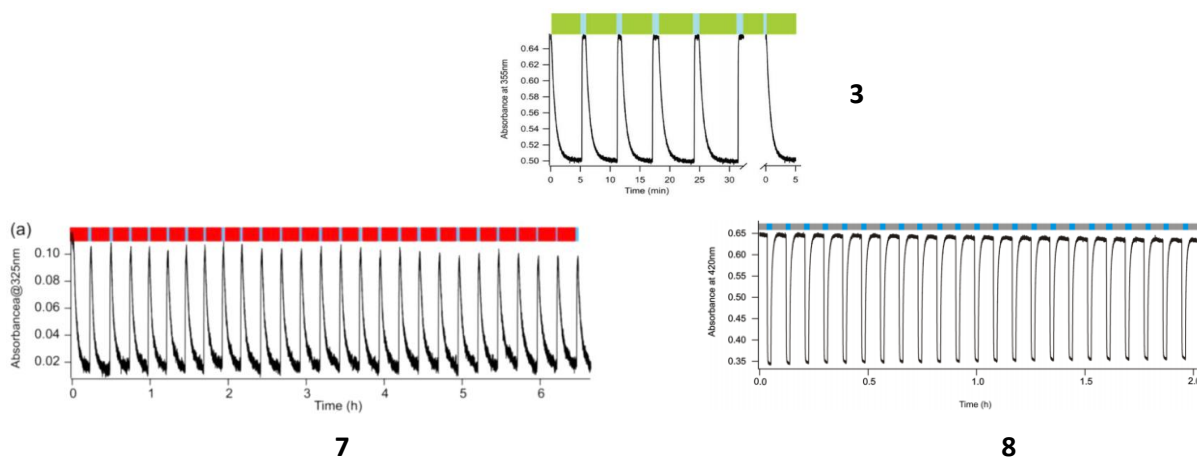 Absorbance at 355nm
0.64
0.62
0.60
0.58
0.56
0.54
0.52
0.50
0 5 10 15 20 25 30 0 5
Time (min)
3
(a)
Absorbancea@325nm
0.10
0.08
0.06
0.04
0.02
0 1 2 3 4 5 6
Time (h)
7
Absorbance at 420nm
0.65
0.60
0.55
0.50
0.45
0.40
0.35
0.0 0.5 1.0 1.5 2.0
Time (h)
8